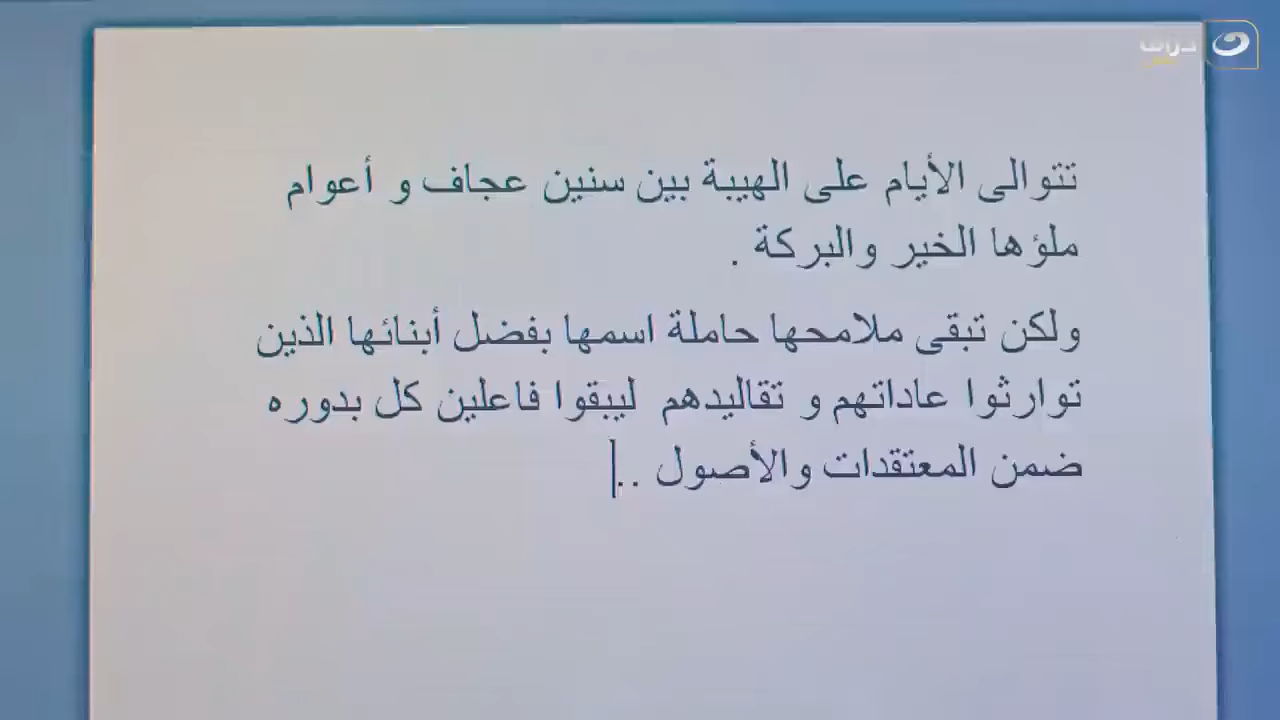 دراما
تتوالى الأيام على الهيبة بين سنين عجاف و أعوام
ملؤها الخير والبركة .
ولكن تبقى ملامحها حاملة اسمها بفضل أبنائها الذين
توارثوا عاداتهم و تقاليدهم ليبقوا فاعلين كل بدوره
ضمن المعتقدات والأصول ..